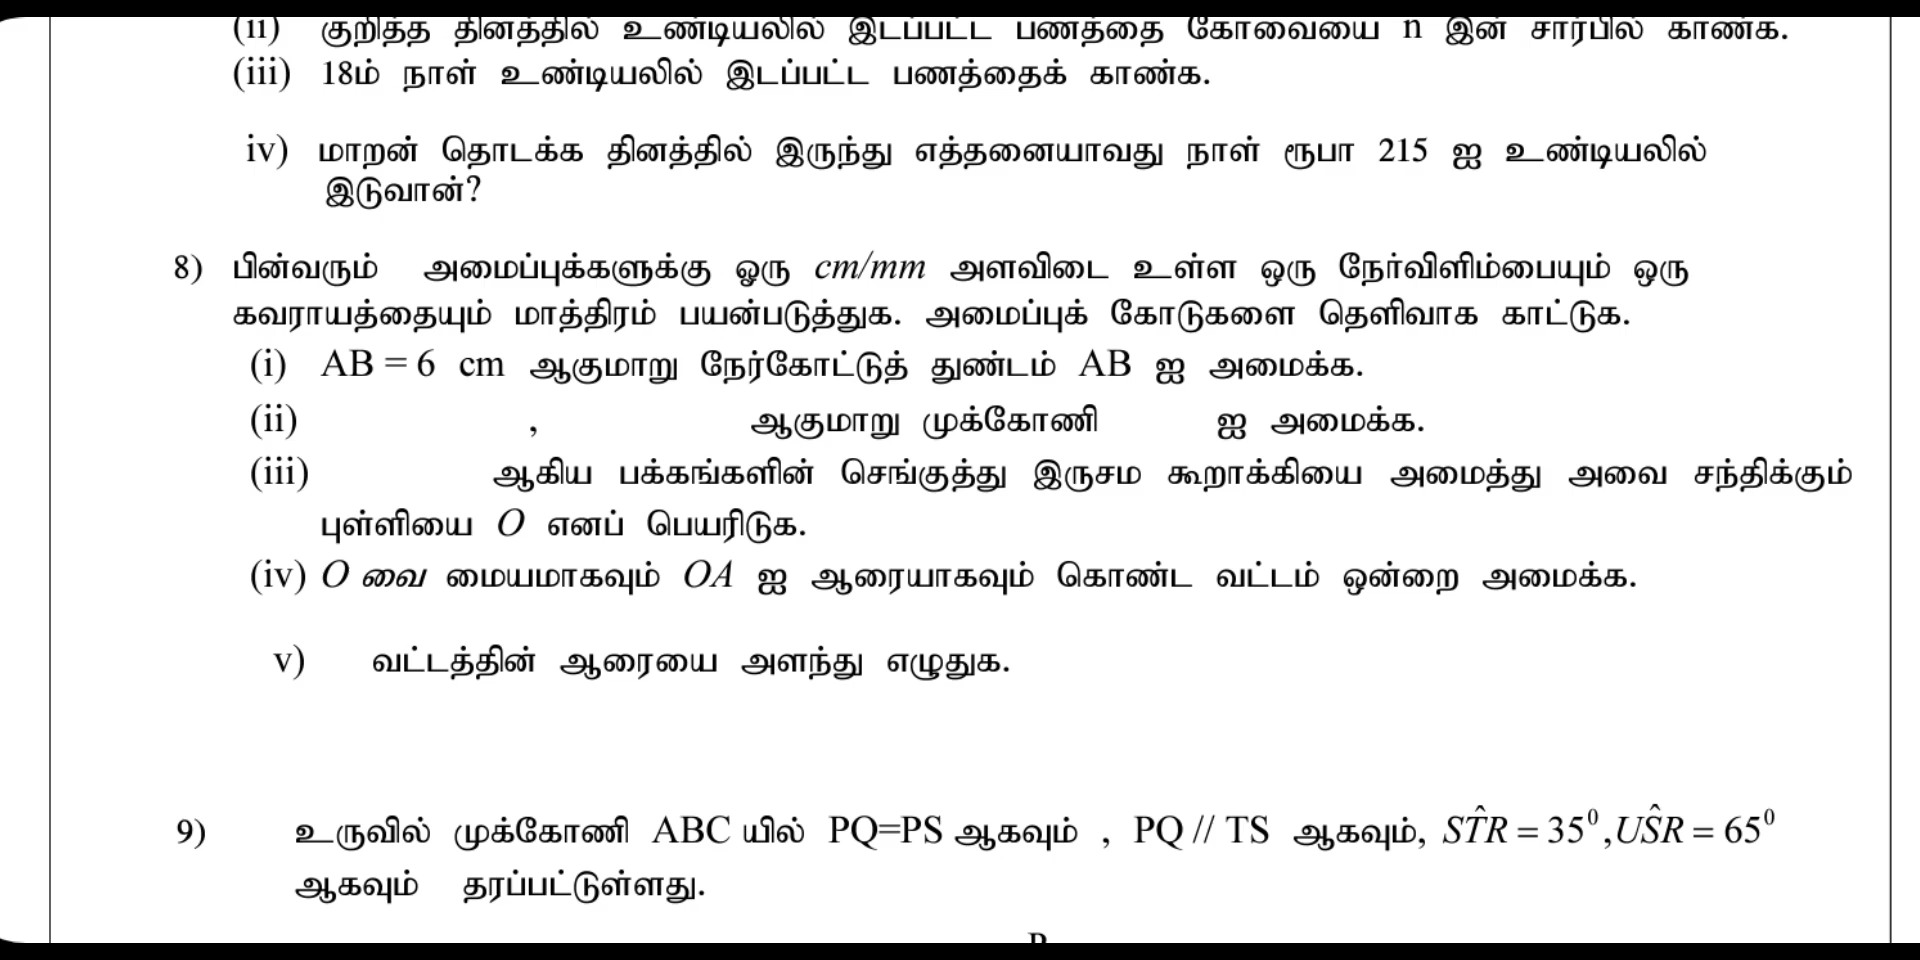 (ii) குறித்த தினத்தில் உண்டியலில் இடப்பட்ட பணத்தை கோவையை n இன் சார்பில் காண்க.
(iii) 18ம் நாள் உண்டியலில் இடப்பட்ட பணத்தைக் காண்க.
iv) மாறன் தொடக்க தினத்தில் இருந்து எத்தனையாவது நாள் ரூபா 215 ஐ உண்டியலில்
இடுவான்?
8) பின்வரும் அமைப்புக்களுக்கு ஓரு cm/mm அளவிடை உள்ள ஒரு நேர்விளிம்பையும் ஒரு
கவராயத்தையும் மாத்திரம் பயன்படுத்துக. அமைப்புக் கோடுகளை தெளிவாக காட்டுக.
(i) AB = 6 cm ஆகுமாறு நேர்கோட்டுத் துண்டம் AB ஐ அமைக்க.
(ii) , ஆகுமாறு முக்கோணி ஐ அமைக்க.
(iii) ஆகிய பக்கங்களின் செங்குத்து இருசம கூறாக்கியை அமைத்து அவை சந்திக்கும்
புள்ளியை O எனப் பெயரிடுக.
(iv) O வை மையமாகவும் OA ஐ ஆரையாகவும் கொண்ட வட்டம் ஒன்றை அமைக்க.
v) வட்டத்தின் ஆரையை அளந்து எழுதுக.
9) உருவில் முக்கோணி ABC யில் PQ=PS ஆகவும் , PQ // TS ஆகவும், ST̂R = 35⁰ ,UŜR = 65⁰
ஆகவும் தரப்பட்டுள்ளது.